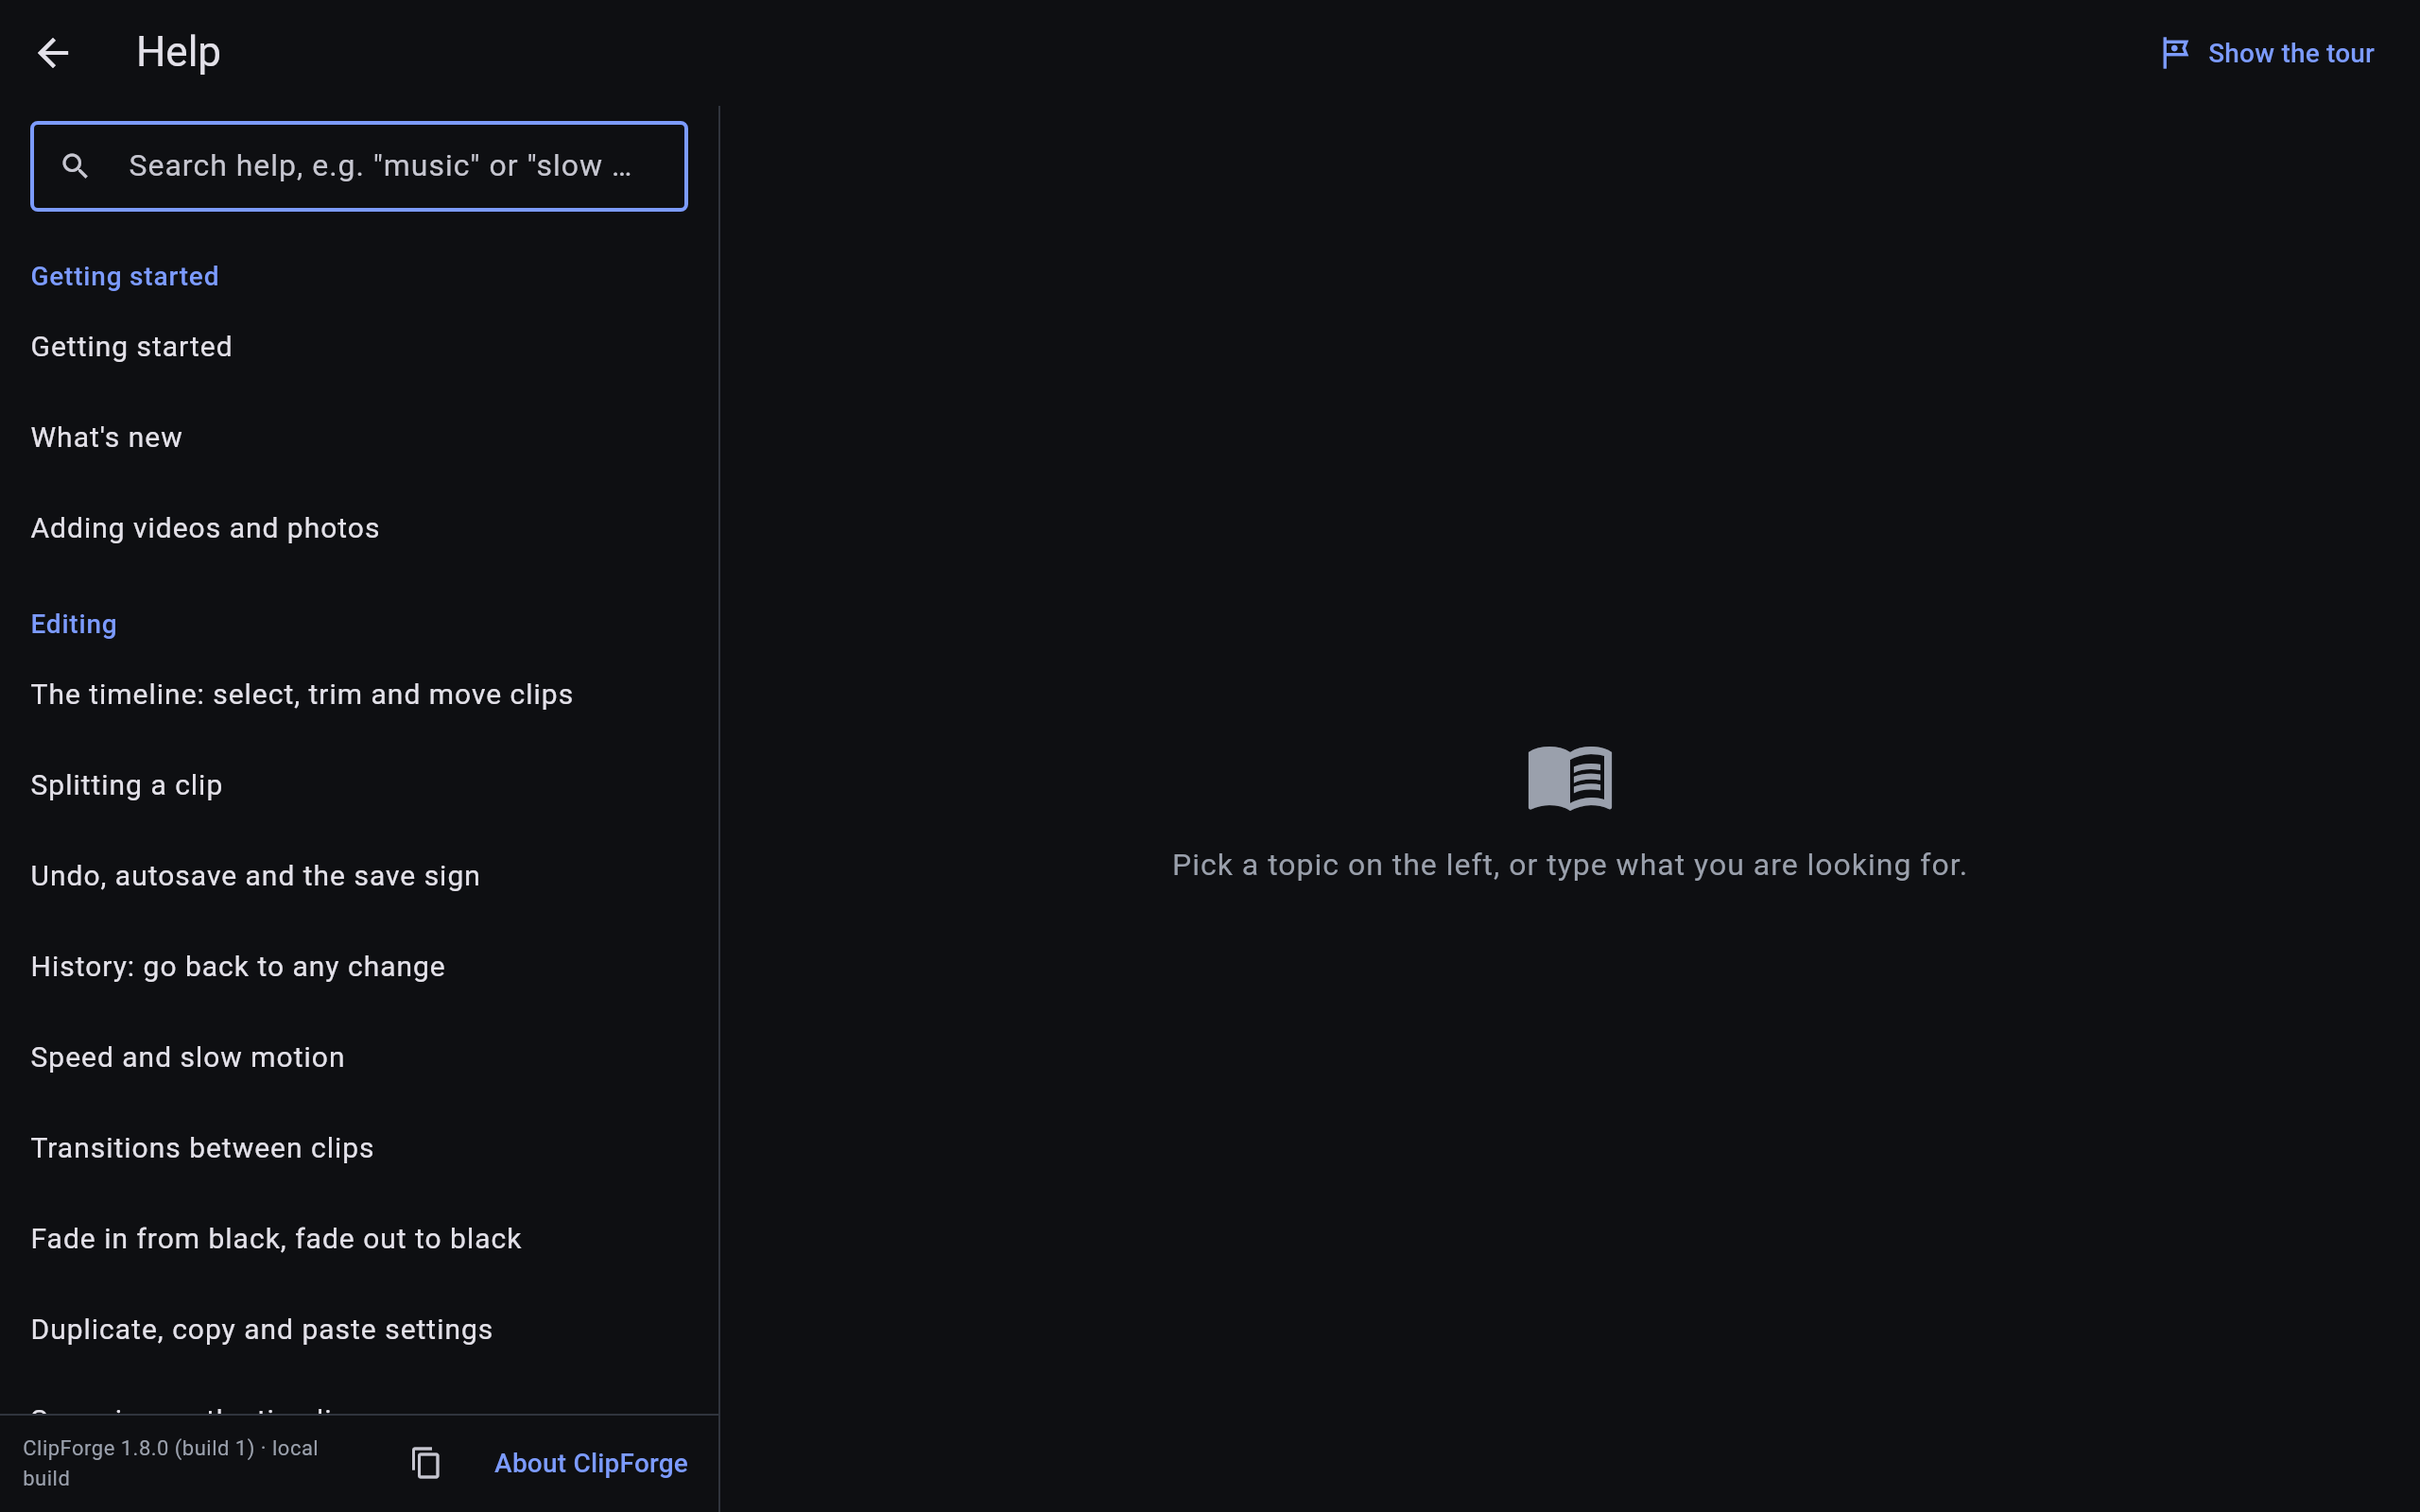 Help
Show the tour
Search help, e.g. "music" or "slow …
Getting started
Getting started
What's new
Adding videos and photos
Editing
The timeline: select, trim and move clips
Splitting a clip
Undo, autosave and the save sign
History: go back to any change
Speed and slow motion
Transitions between clips
Fade in from black, fade out to black
Duplicate, copy and paste settings
Pick a topic on the left, or type what you are looking for.
ClipForge 1.8.0 (build 1) · local
build
About ClipForge